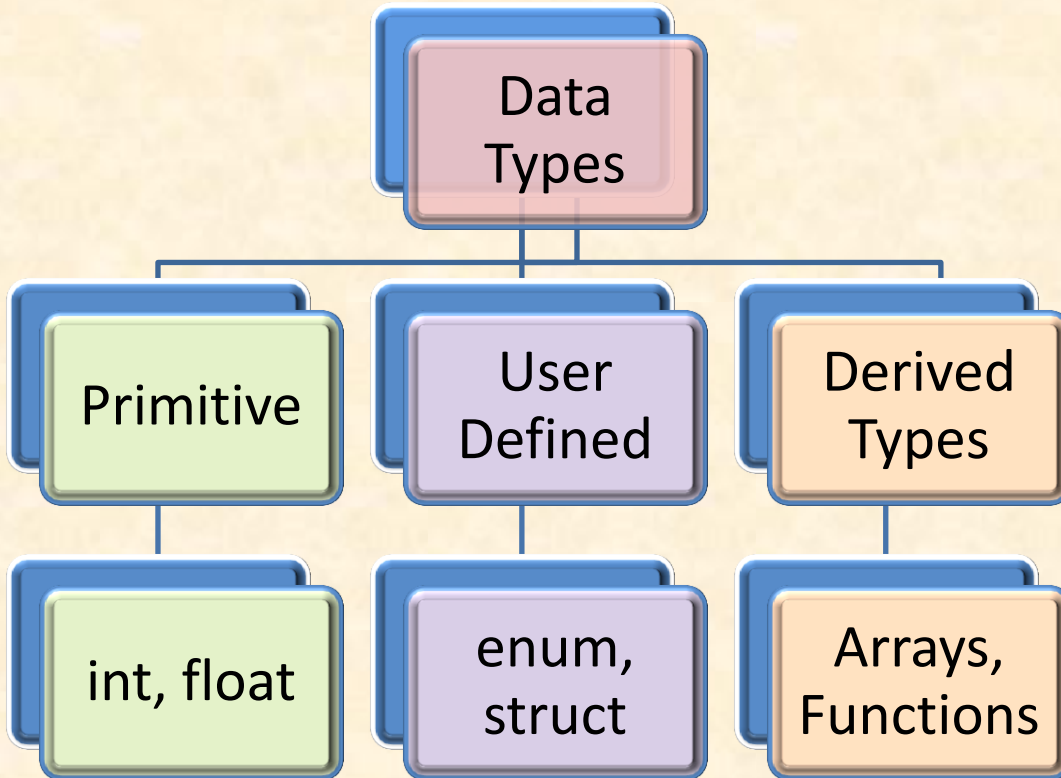 Data
Types
Primitive
User
Defined
Derived
Types
int, float
enum,
struct
Arrays,
Functions